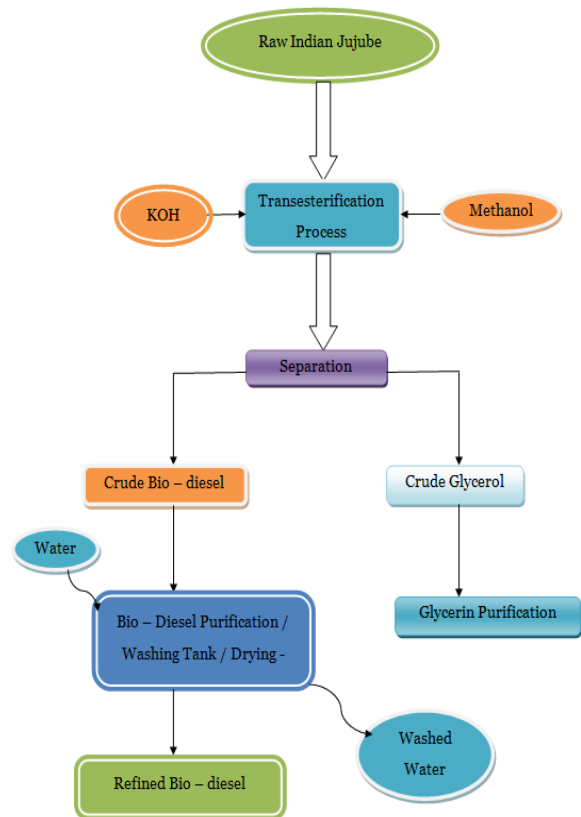 Raw Indian Jujube
KOH
Transesterification
Process
Methanol
Separation
Crude Bio – diesel
Crude Glycerol
Water
Bio – Diesel Purification /
Washing Tank / Drying -
Glycerin Purification
Washed
Water
Refined Bio – diesel